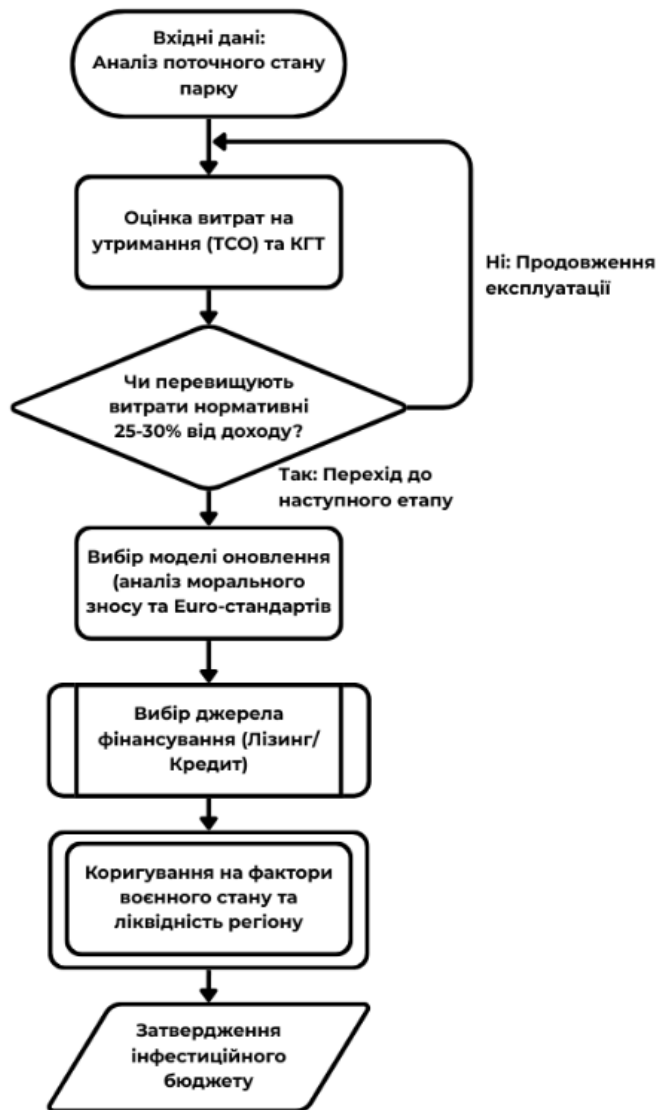 Вхідні дані:
Аналіз поточного стану
парку
Оцінка витрат на
утримання (TCO) та КГТ
Ні: Продовження
експлуатації
Чи перевищують
витрати нормативні
25-30% від доходу?
Так: Перехід до
наступного етапу
Вибір моделі оновлення
(аналіз морального
зносу та Euro-стандартів
Вибір джерела
фінансування (Лізинг/
Кредит)
Коригування на фактори
воєнного стану та
ліквідність регіону
Затвердження
інфестиційного
бюджету